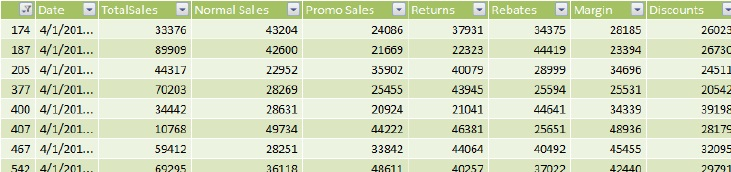 Date TotalSales Normal Sales Promo Sales Returns Rebates Margin Discounts
174 4/1/201... 33376 43204 24086 37931 34375 28185 26023
187 4/1/201... 89909 42600 21669 22323 44419 23394 26730
205 4/1/201... 44317 22952 35902 40079 28999 34696 24511
377 4/1/201... 70203 28269 25455 43945 25594 25531 20542
400 4/1/201... 34442 28631 20924 21041 44641 34339 39198
407 4/1/201... 10768 49734 44222 46381 25651 48936 28179
467 4/1/201... 59412 28251 33842 44064 40492 45455 32095
542 4/1/201... 69295 36118 48611 40257 37022 42440 29791